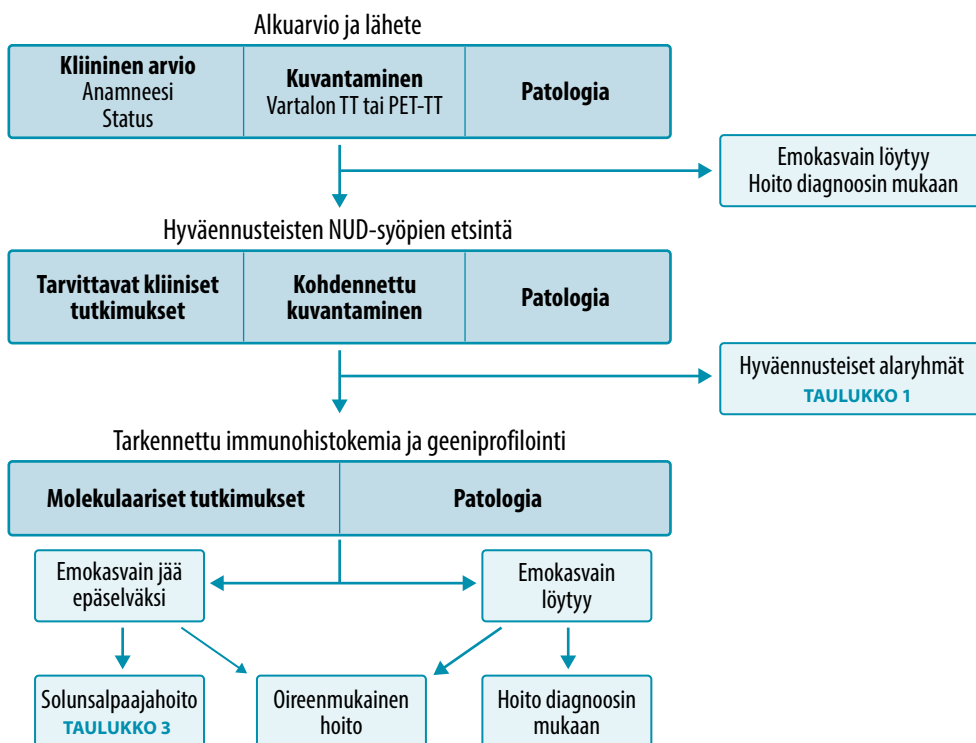 Alkuarvio ja lähete
Kliininen arvio
Anamneesi
Status
Kuvantaminen
Vartalon TT tai PET-TT
Patologia
Emokasvain löytyy
Hoito diagnoosin mukaan
Hyväennusteisten NUD-syöpien etsintä
Tarvittavat kliiniset
tutkimukset
Kohdennettu
kuvantaminen
Patologia
Hyväennusteiset alaryhmät
TAULUKKO 1
Tarkennettu immunohistokemia ja geeniprofilointi
Molekulaariset tutkimukset
Patologia
Emokasvain jää
epäselväksi
Emokasvain
löytyy
Solunsalpaajahoito
TAULUKKO 3
Oireenmukainen
hoito
Hoito diagnoosin
mukaan